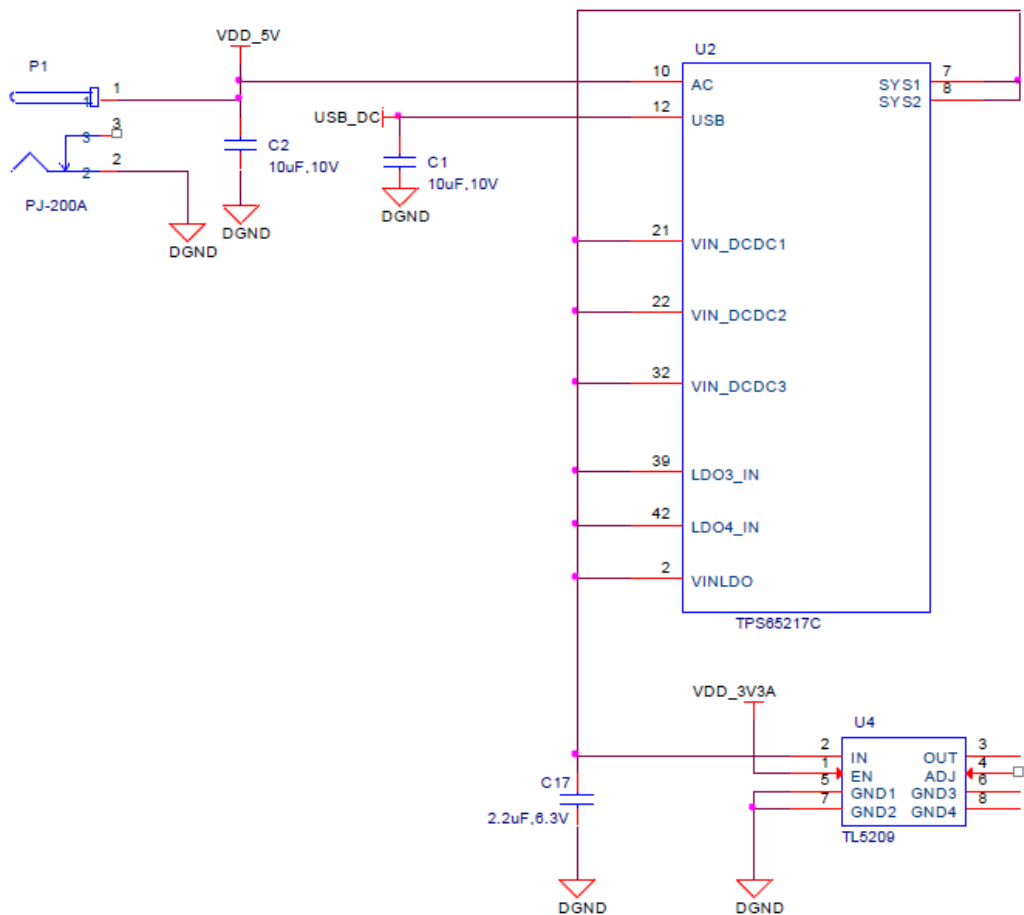 VDD_5V
P1
1
1
3
3
2
2
PJ-200A
DGND
C2
10uF,10V
DGND
USB_DC
C1
10uF,10V
DGND
U2
10
AC
12
USB
SYS1
7
SYS2
8
21
VIN_DCDC1
22
VIN_DCDC2
32
VIN_DCDC3
39
LDO3_IN
42
LDO4_IN
2
VINLDO
TPS65217C
VDD_3V3A
U4
2
IN
OUT
3
1
EN
ADJ
4
5
GND1
GND3
6
7
GND2
GND4
8
TL5209
C17
2.2uF,6.3V
DGND
DGND